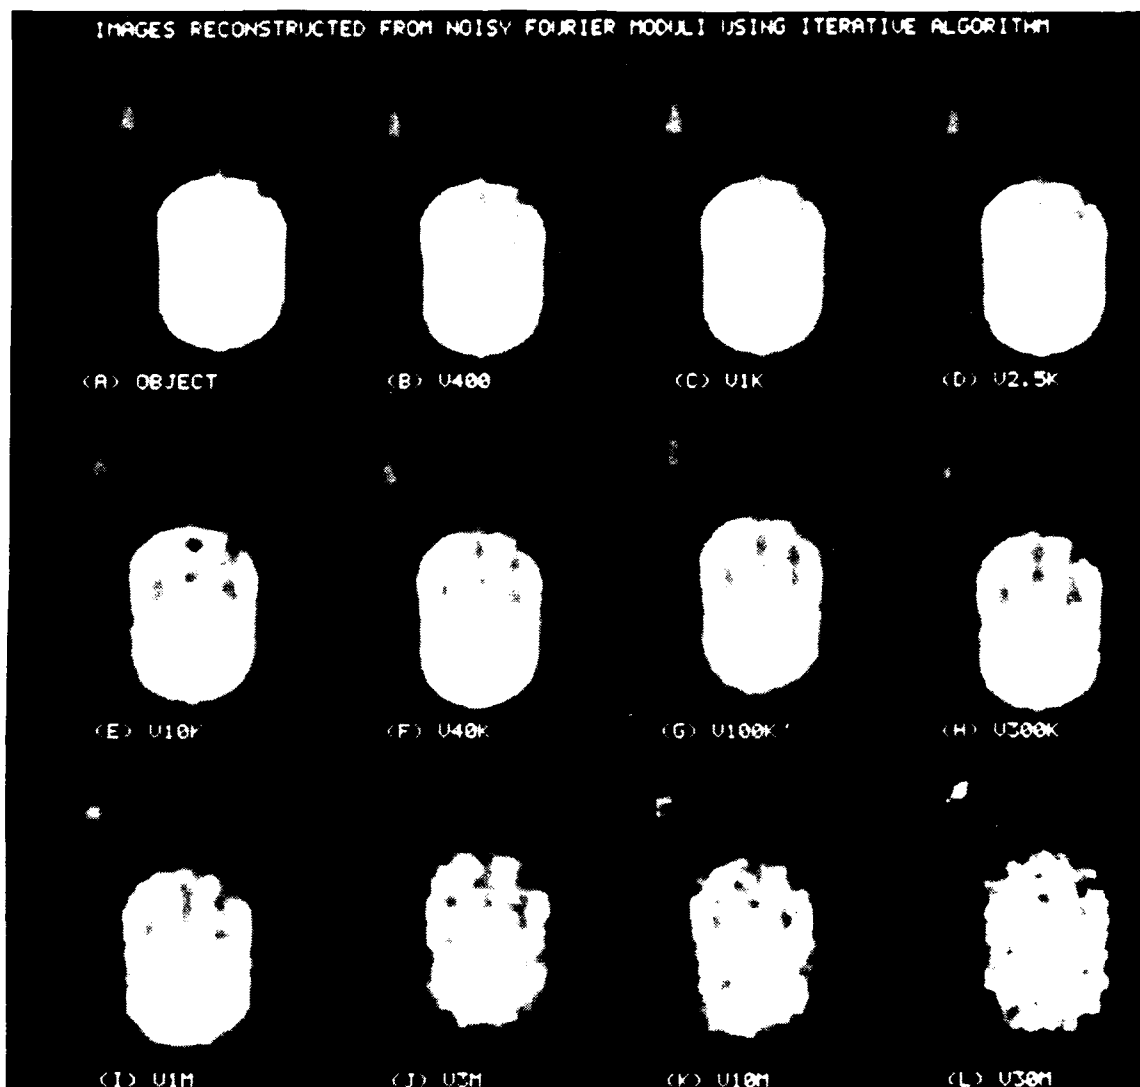 IMAGES RECONSTRUCTED FROM NOISY FOURIER MODULI USING ITERATIVE ALGORITHM
(A) OBJECT
(B) V400
(C) V1K
(D) V2.5K
(E) V10K
(F) V40K
(G) V100K
(H) V300K
(I) V1M
(J) V3M
(K) V10M
(L) V30M